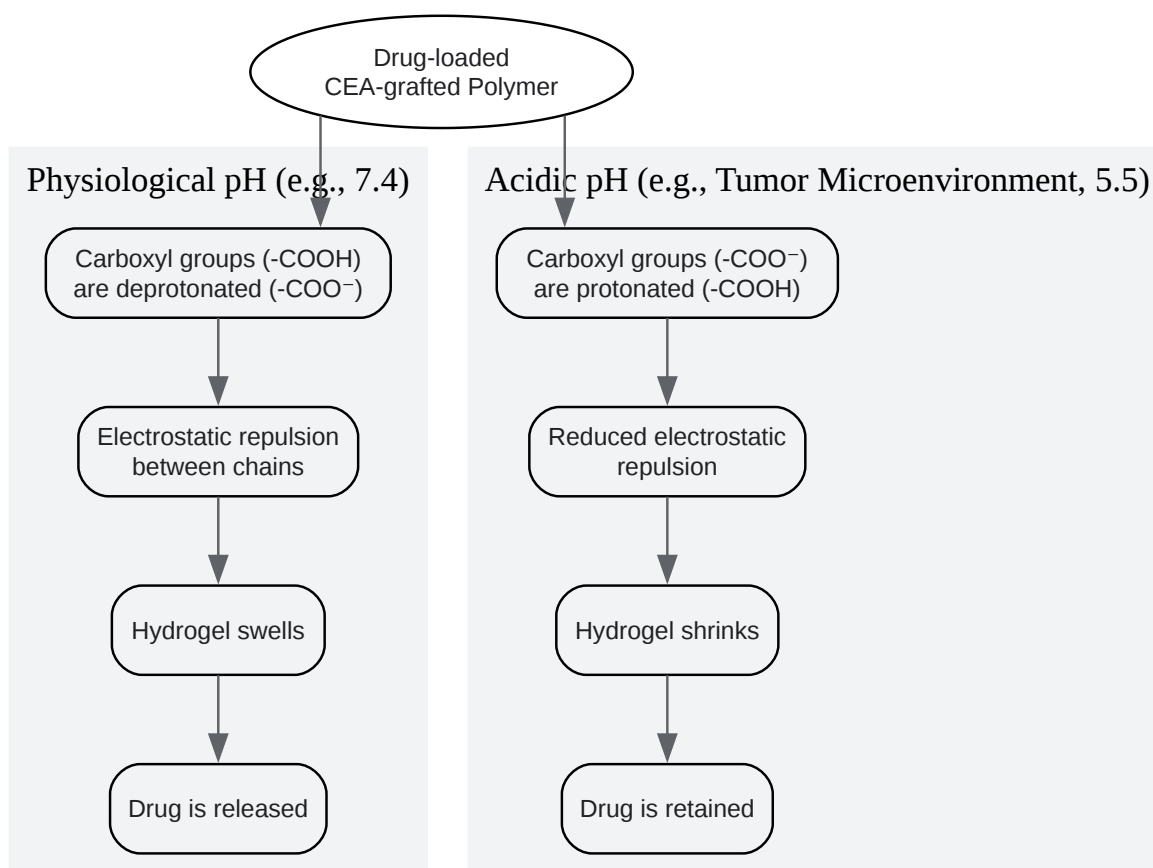 Drug-loaded
CEA-grafted Polymer
Physiological pH (e.g., 7.4)
Carboxyl groups (-COOH)
are deprotonated (-COO⁻)
Electrostatic repulsion
between chains
Hydrogel swells
Drug is released
Acidic pH (e.g., Tumor Microenvironment, 5.5)
Carboxyl groups (-COO⁻)
are protonated (-COOH)
Reduced electrostatic
repulsion
Hydrogel shrinks
Drug is retained